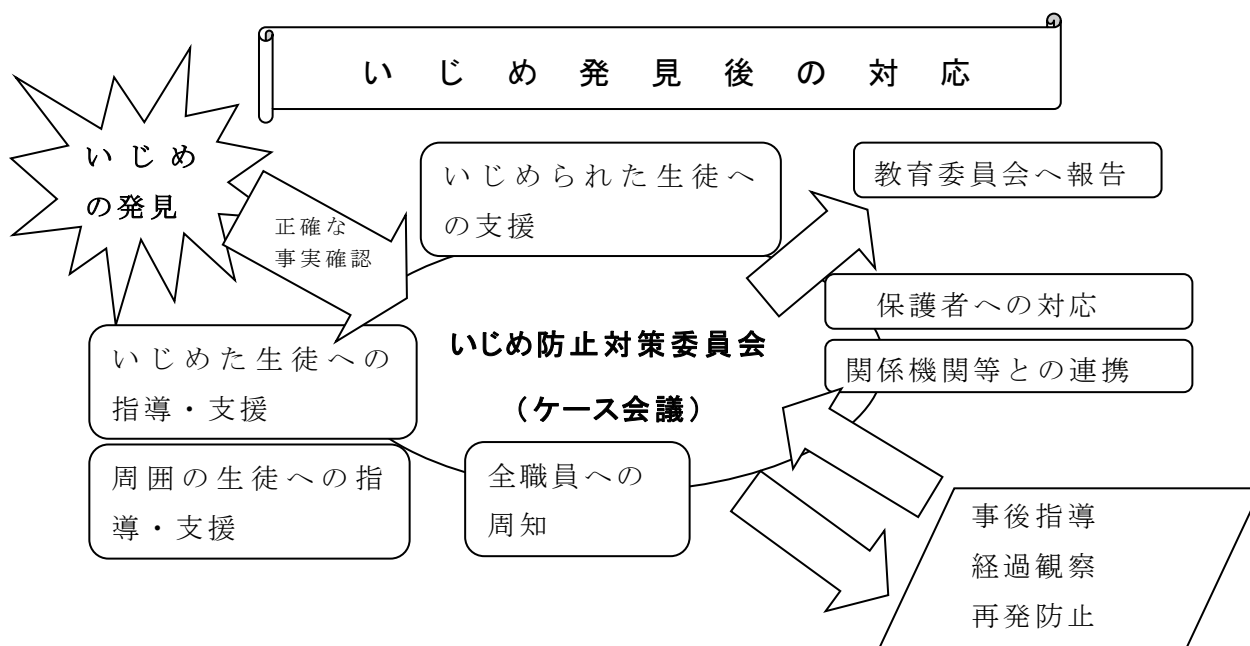 いじめ発見後の対応
いじめ
の発見
正確な
事実確認
いじめられた生徒へ
の支援
教育委員会へ報告
保護者への対応
関係機関等との連携
いじめ防止対策委員会
（ケース会議）
いじめた生徒への
指導・支援
周囲の生徒への指
導・支援
全職員への
周知
事後指導
経過観察
再発防止